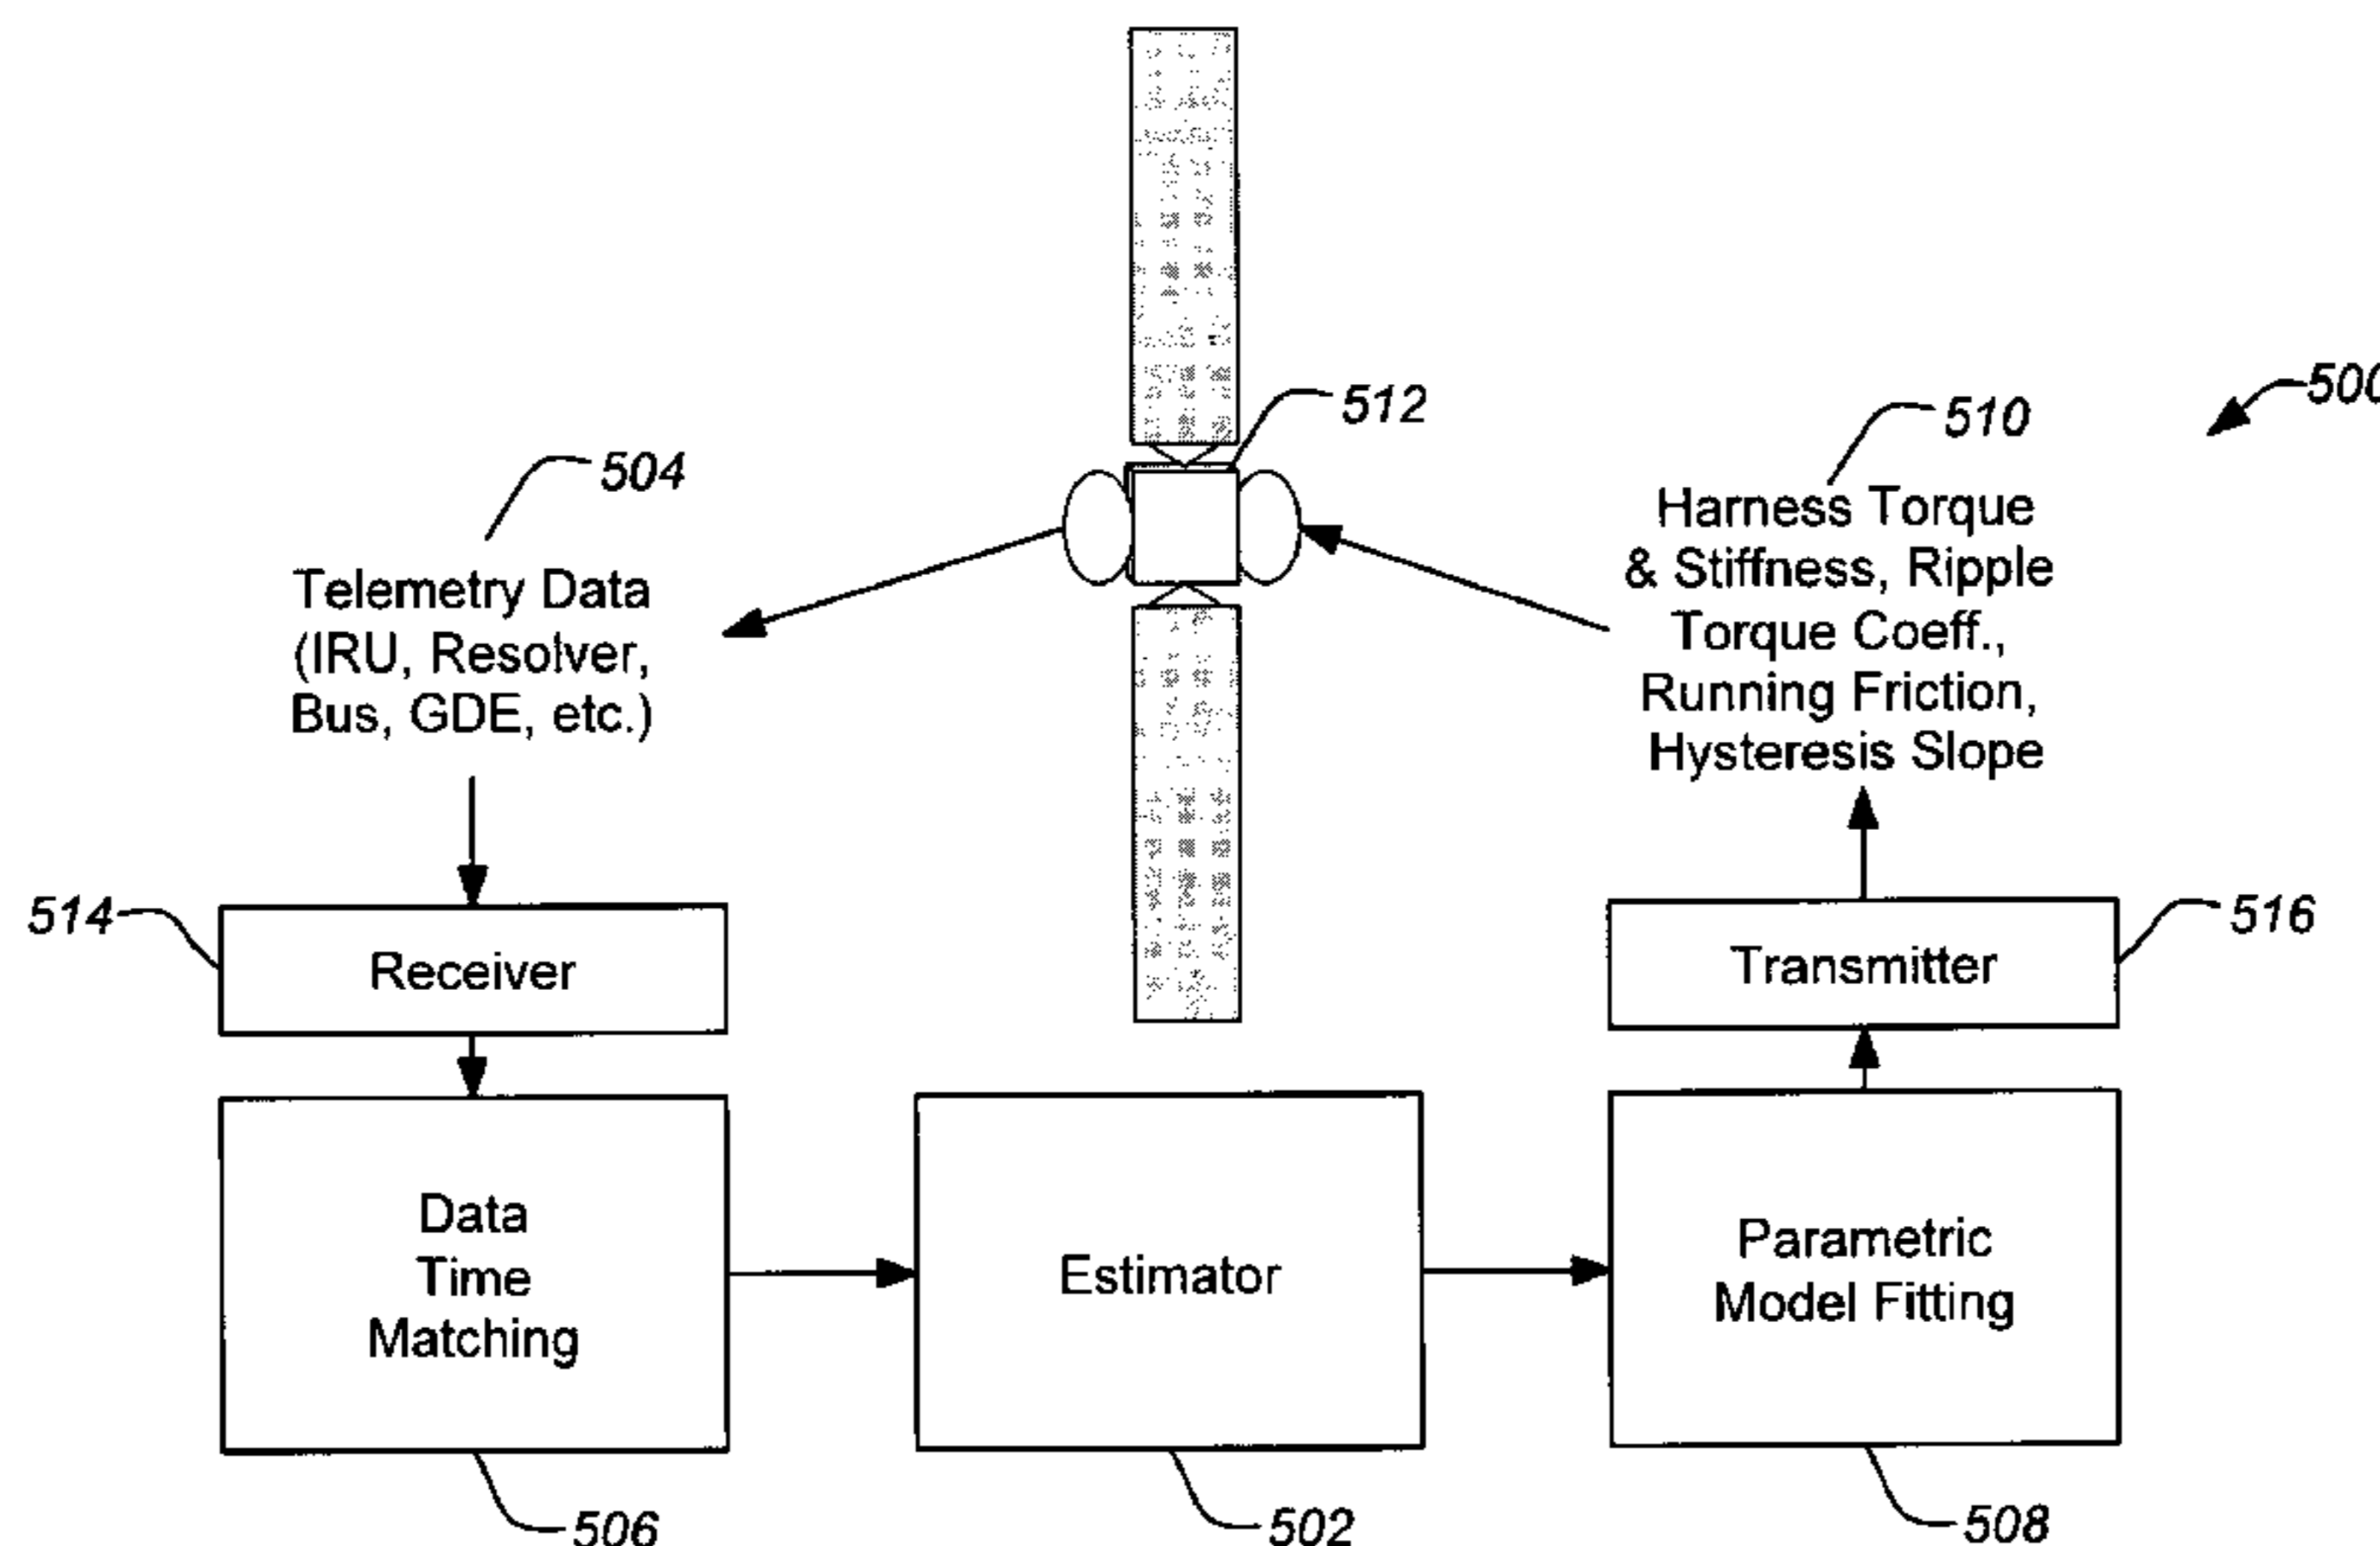 512
500
510
504
Harness Torque
& Stiffness, Ripple
Torque Coeff.,
Running Friction,
Hysteresis Slope
Telemetry Data
(IRU, Resolver,
Bus, GDE, etc.)
514
Receiver
Transmitter
516
Data
Time
Matching
Estimator
Parametric
Model Fitting
506
502
508